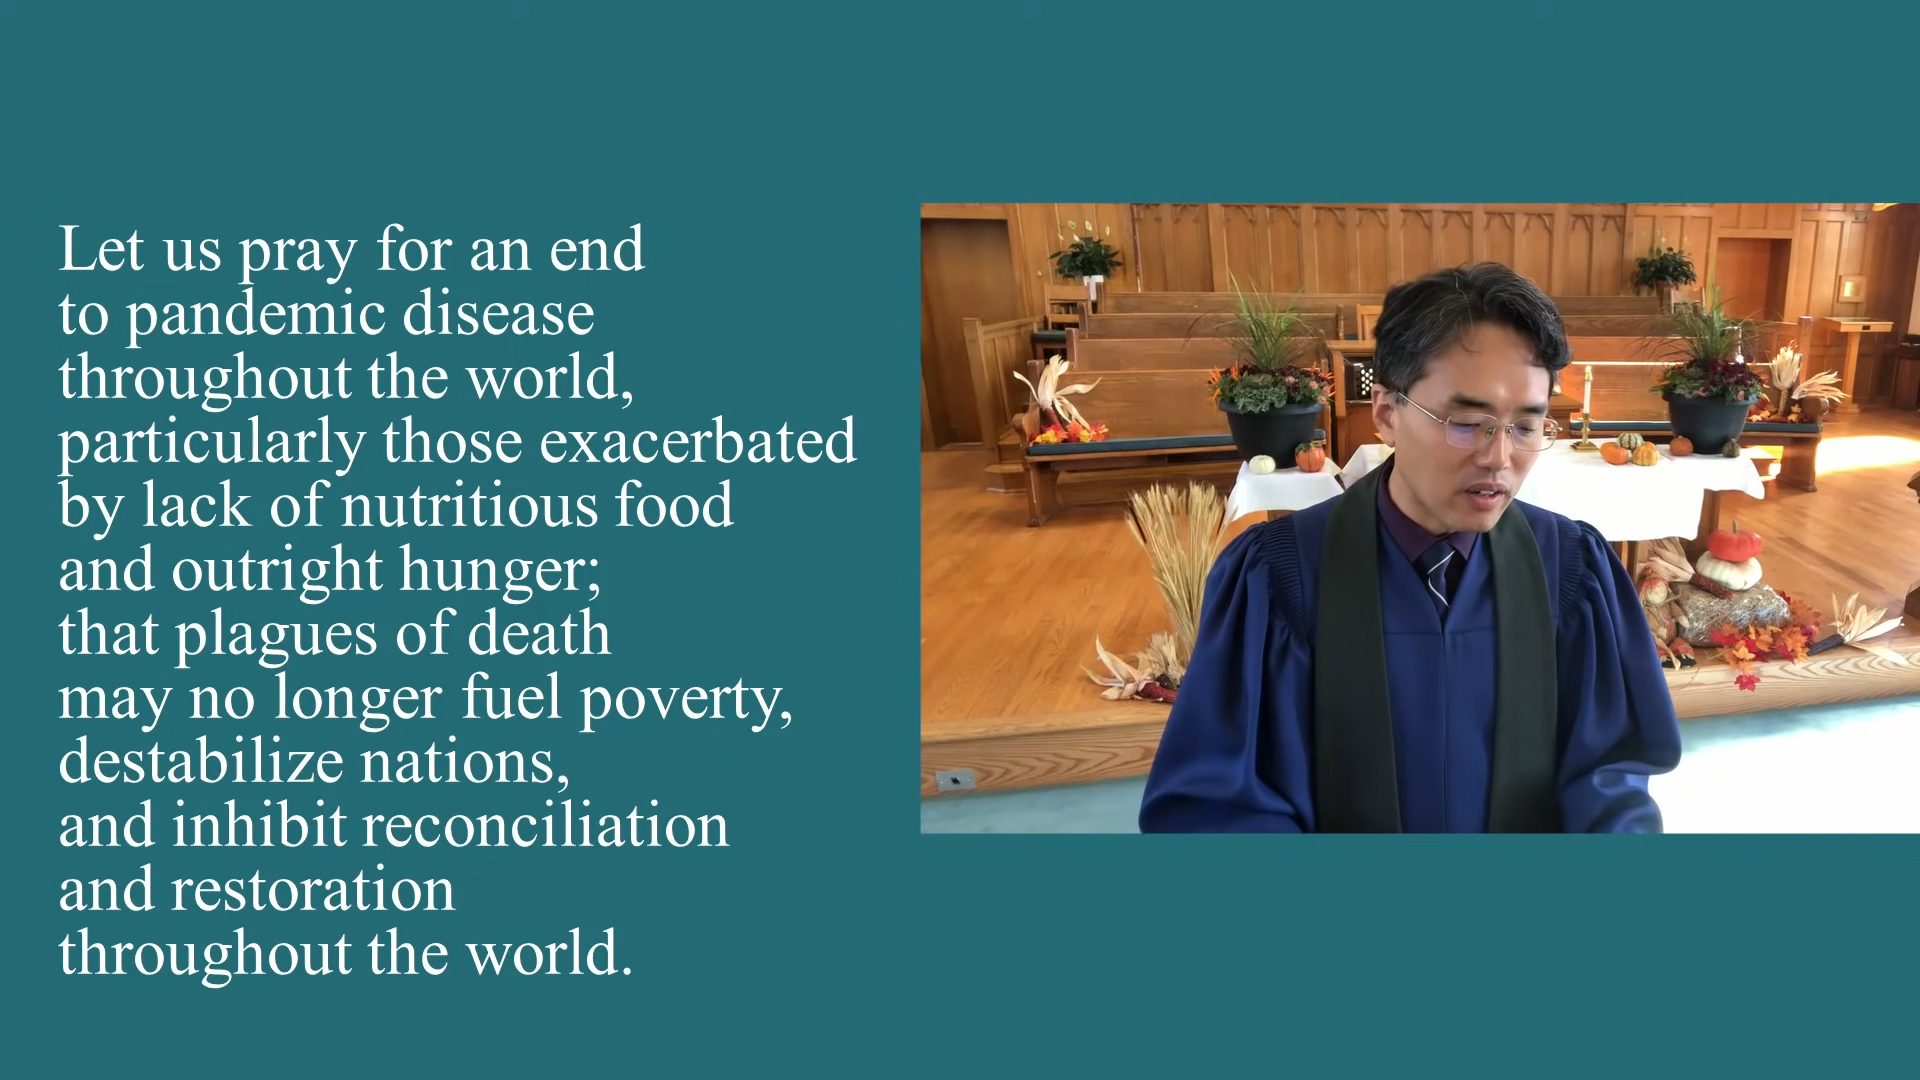 Let us pray for an end
to pandemic disease
throughout the world,
particularly those exacerbated
by lack of nutritious food
and outright hunger;
that plagues of death
may no longer fuel poverty,
destabilize nations,
and inhibit reconciliation
and restoration
throughout the world.